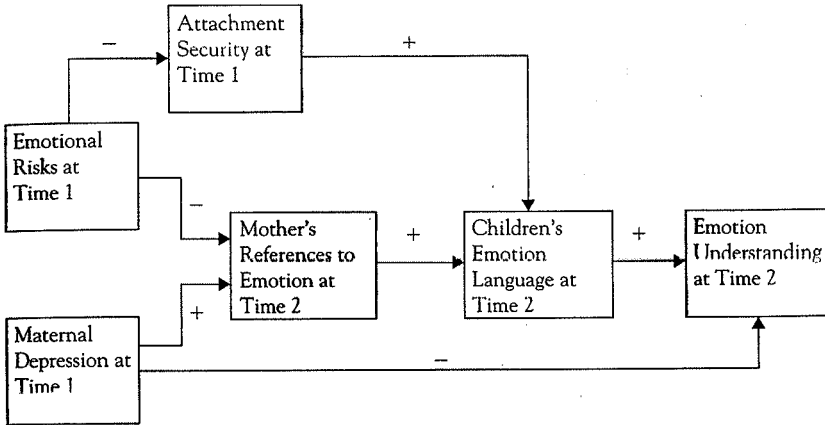 Attachment
Security at
Time 1
−
+
Emotional
Risks at
Time 1
−
Mother's
References to
Emotion at
Time 2
+
Children's
Emotion
Language at
Time 2
+
Emotion
Understanding
at Time 2
+
Maternal
Depression at
Time 1
−